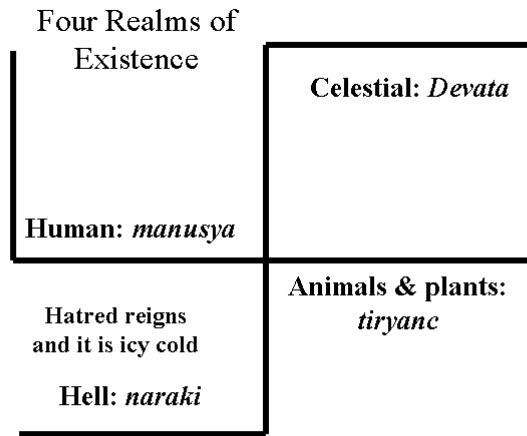 Four Realms of
Existence
Celestial: Devata
Human: manusya
Animals & plants:
tiryanc
Hatred reigns
and it is icy cold
Hell: naraki